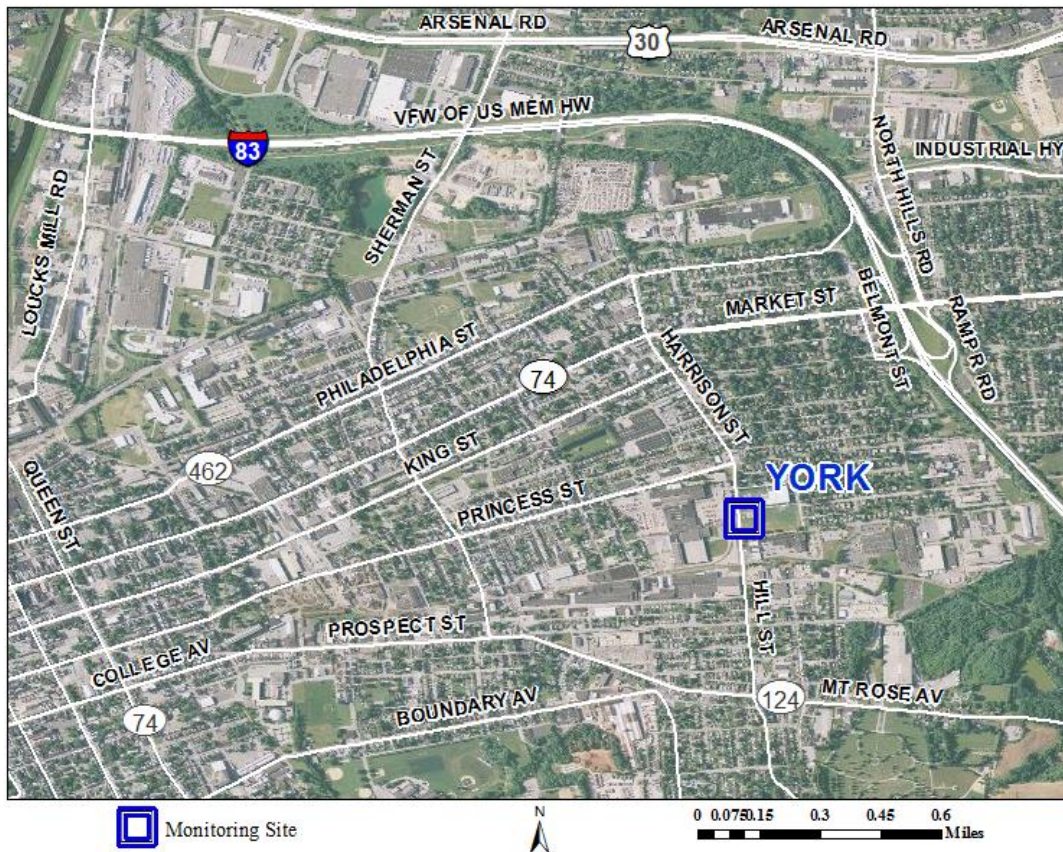 ARSENAL RD
ARSENAL RD
30
VFW OF US MEM HW
83
NORTH HILLS RD
INDUSTRIAL HY
LOUCKS MILL RD
SHERMAN ST
BELMONT ST
MARKET ST
RAMP R RD
PHILADELPHIA ST
HARRISON ST
74
KING ST
462
YORK
QUEEN ST
PRINCESS ST
HILL ST
PROSPECT ST
COLLEGE AV
124
MT ROSE AV
BOUNDARY AV
74
Monitoring Site
N
0 0.075 0.15 0.3 0.45 0.6
Miles